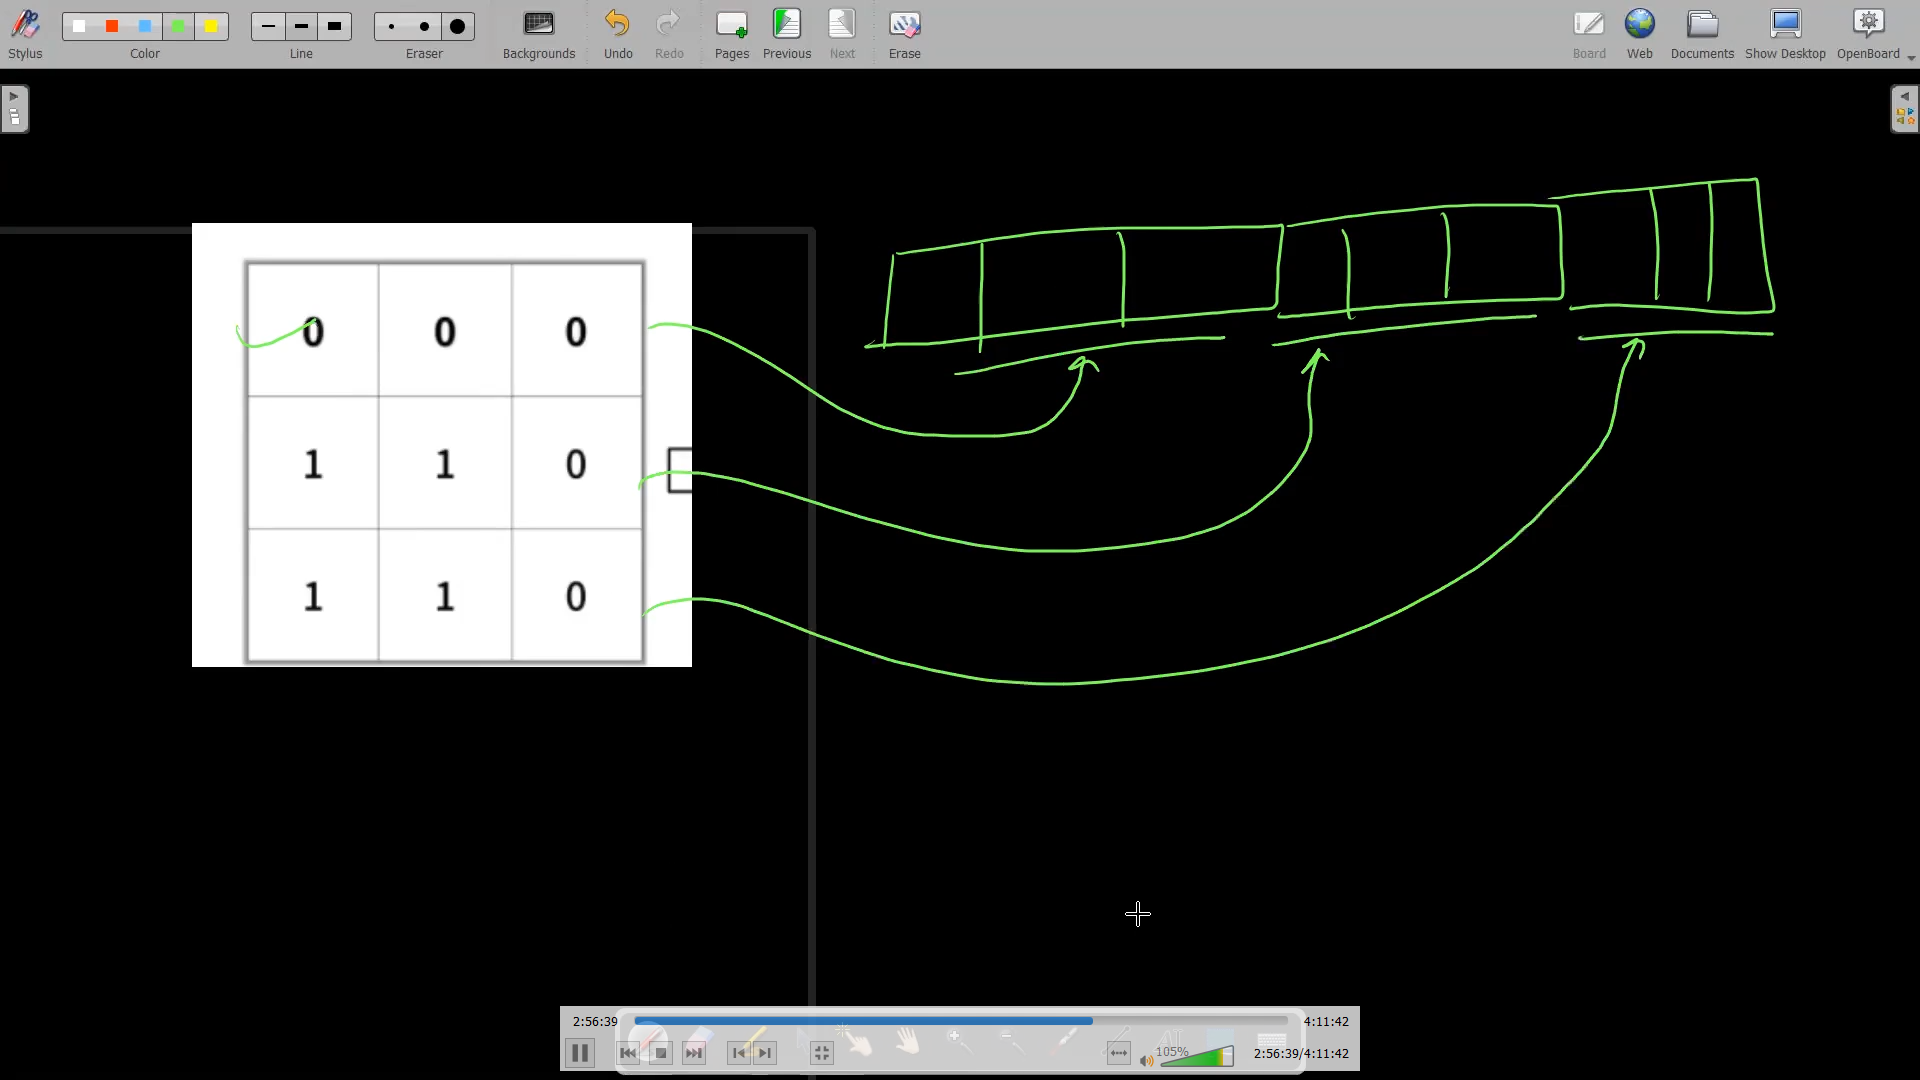 Stylus Color Line Eraser Backgrounds Undo Redo Pages Previous Next Erase Board Web Documents Show Desktop OpenBoard
0 0 0
1 1 0
1 1 0
2:56:39 4:11:42
105% 2:56:39/4:11:42